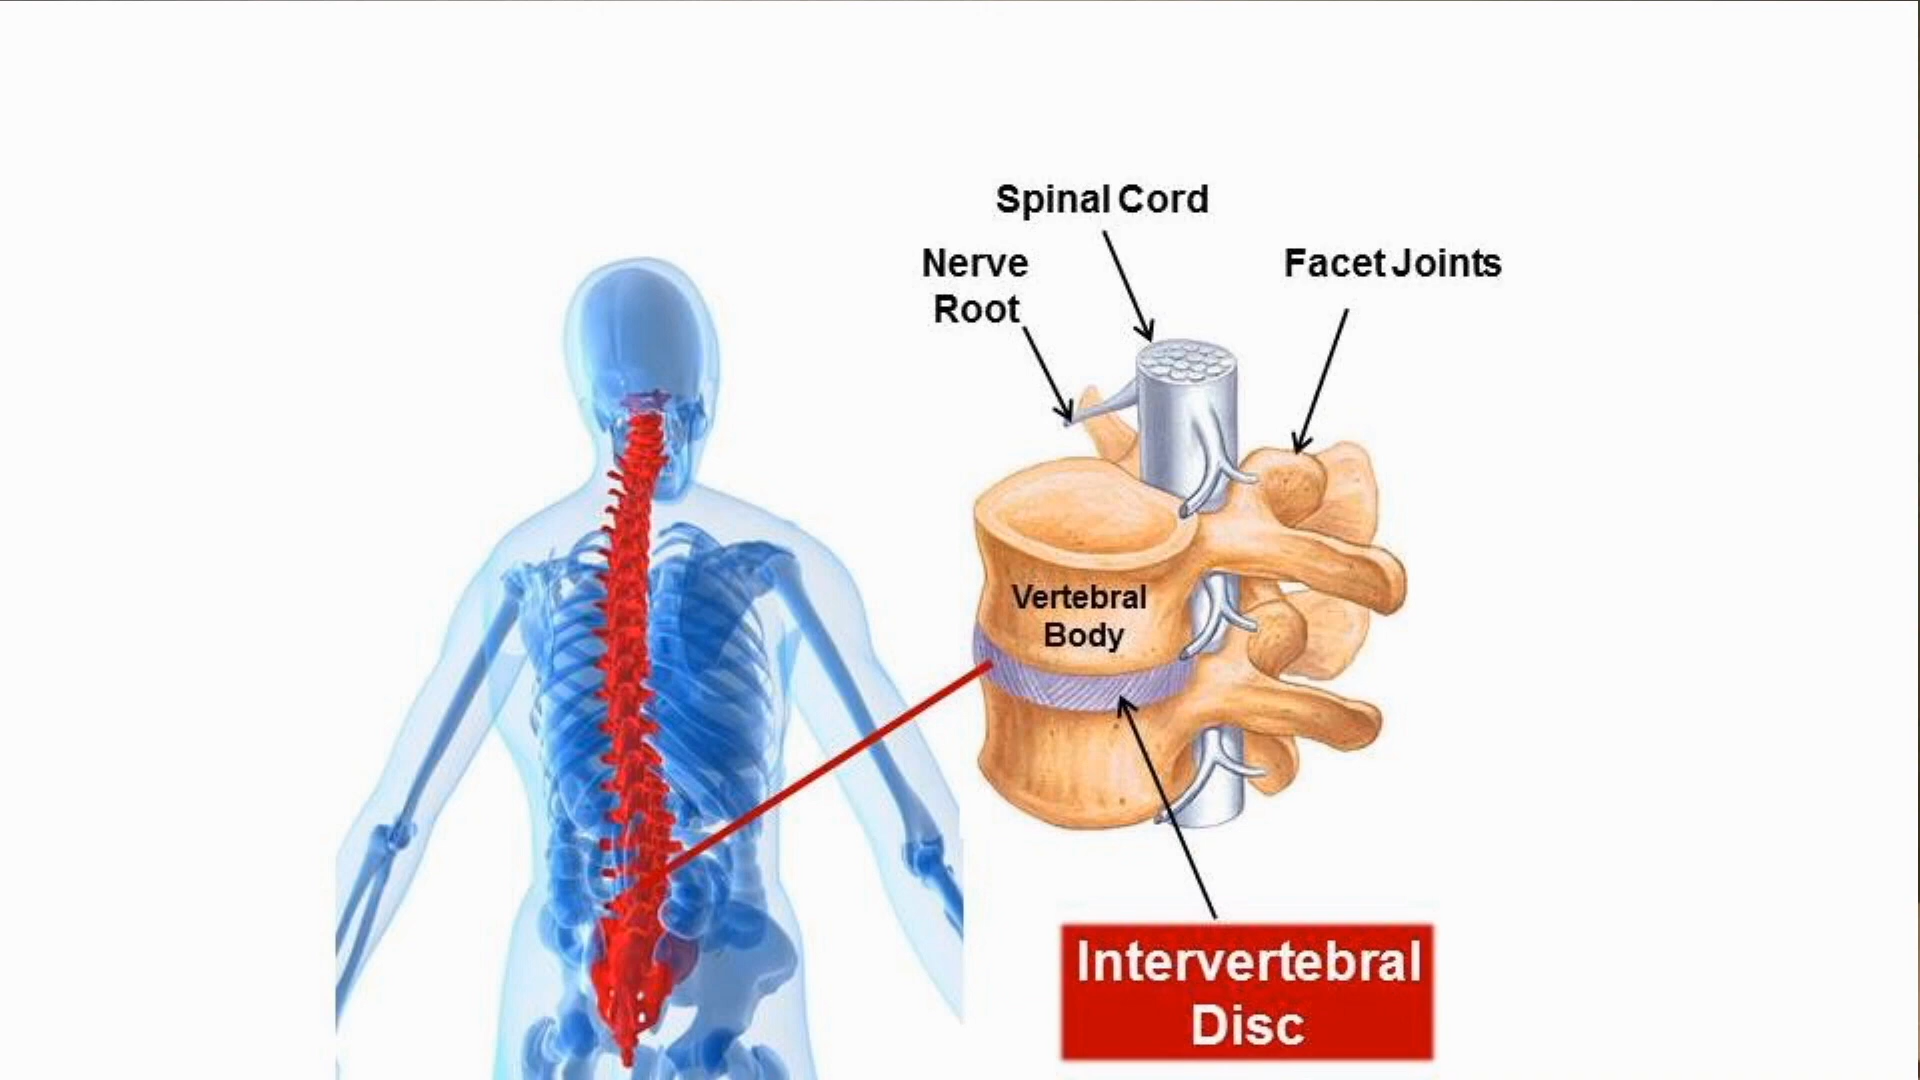 Spinal Cord
Nerve
Root
Facet Joints
Vertebral
Body
Intervertebral
Disc